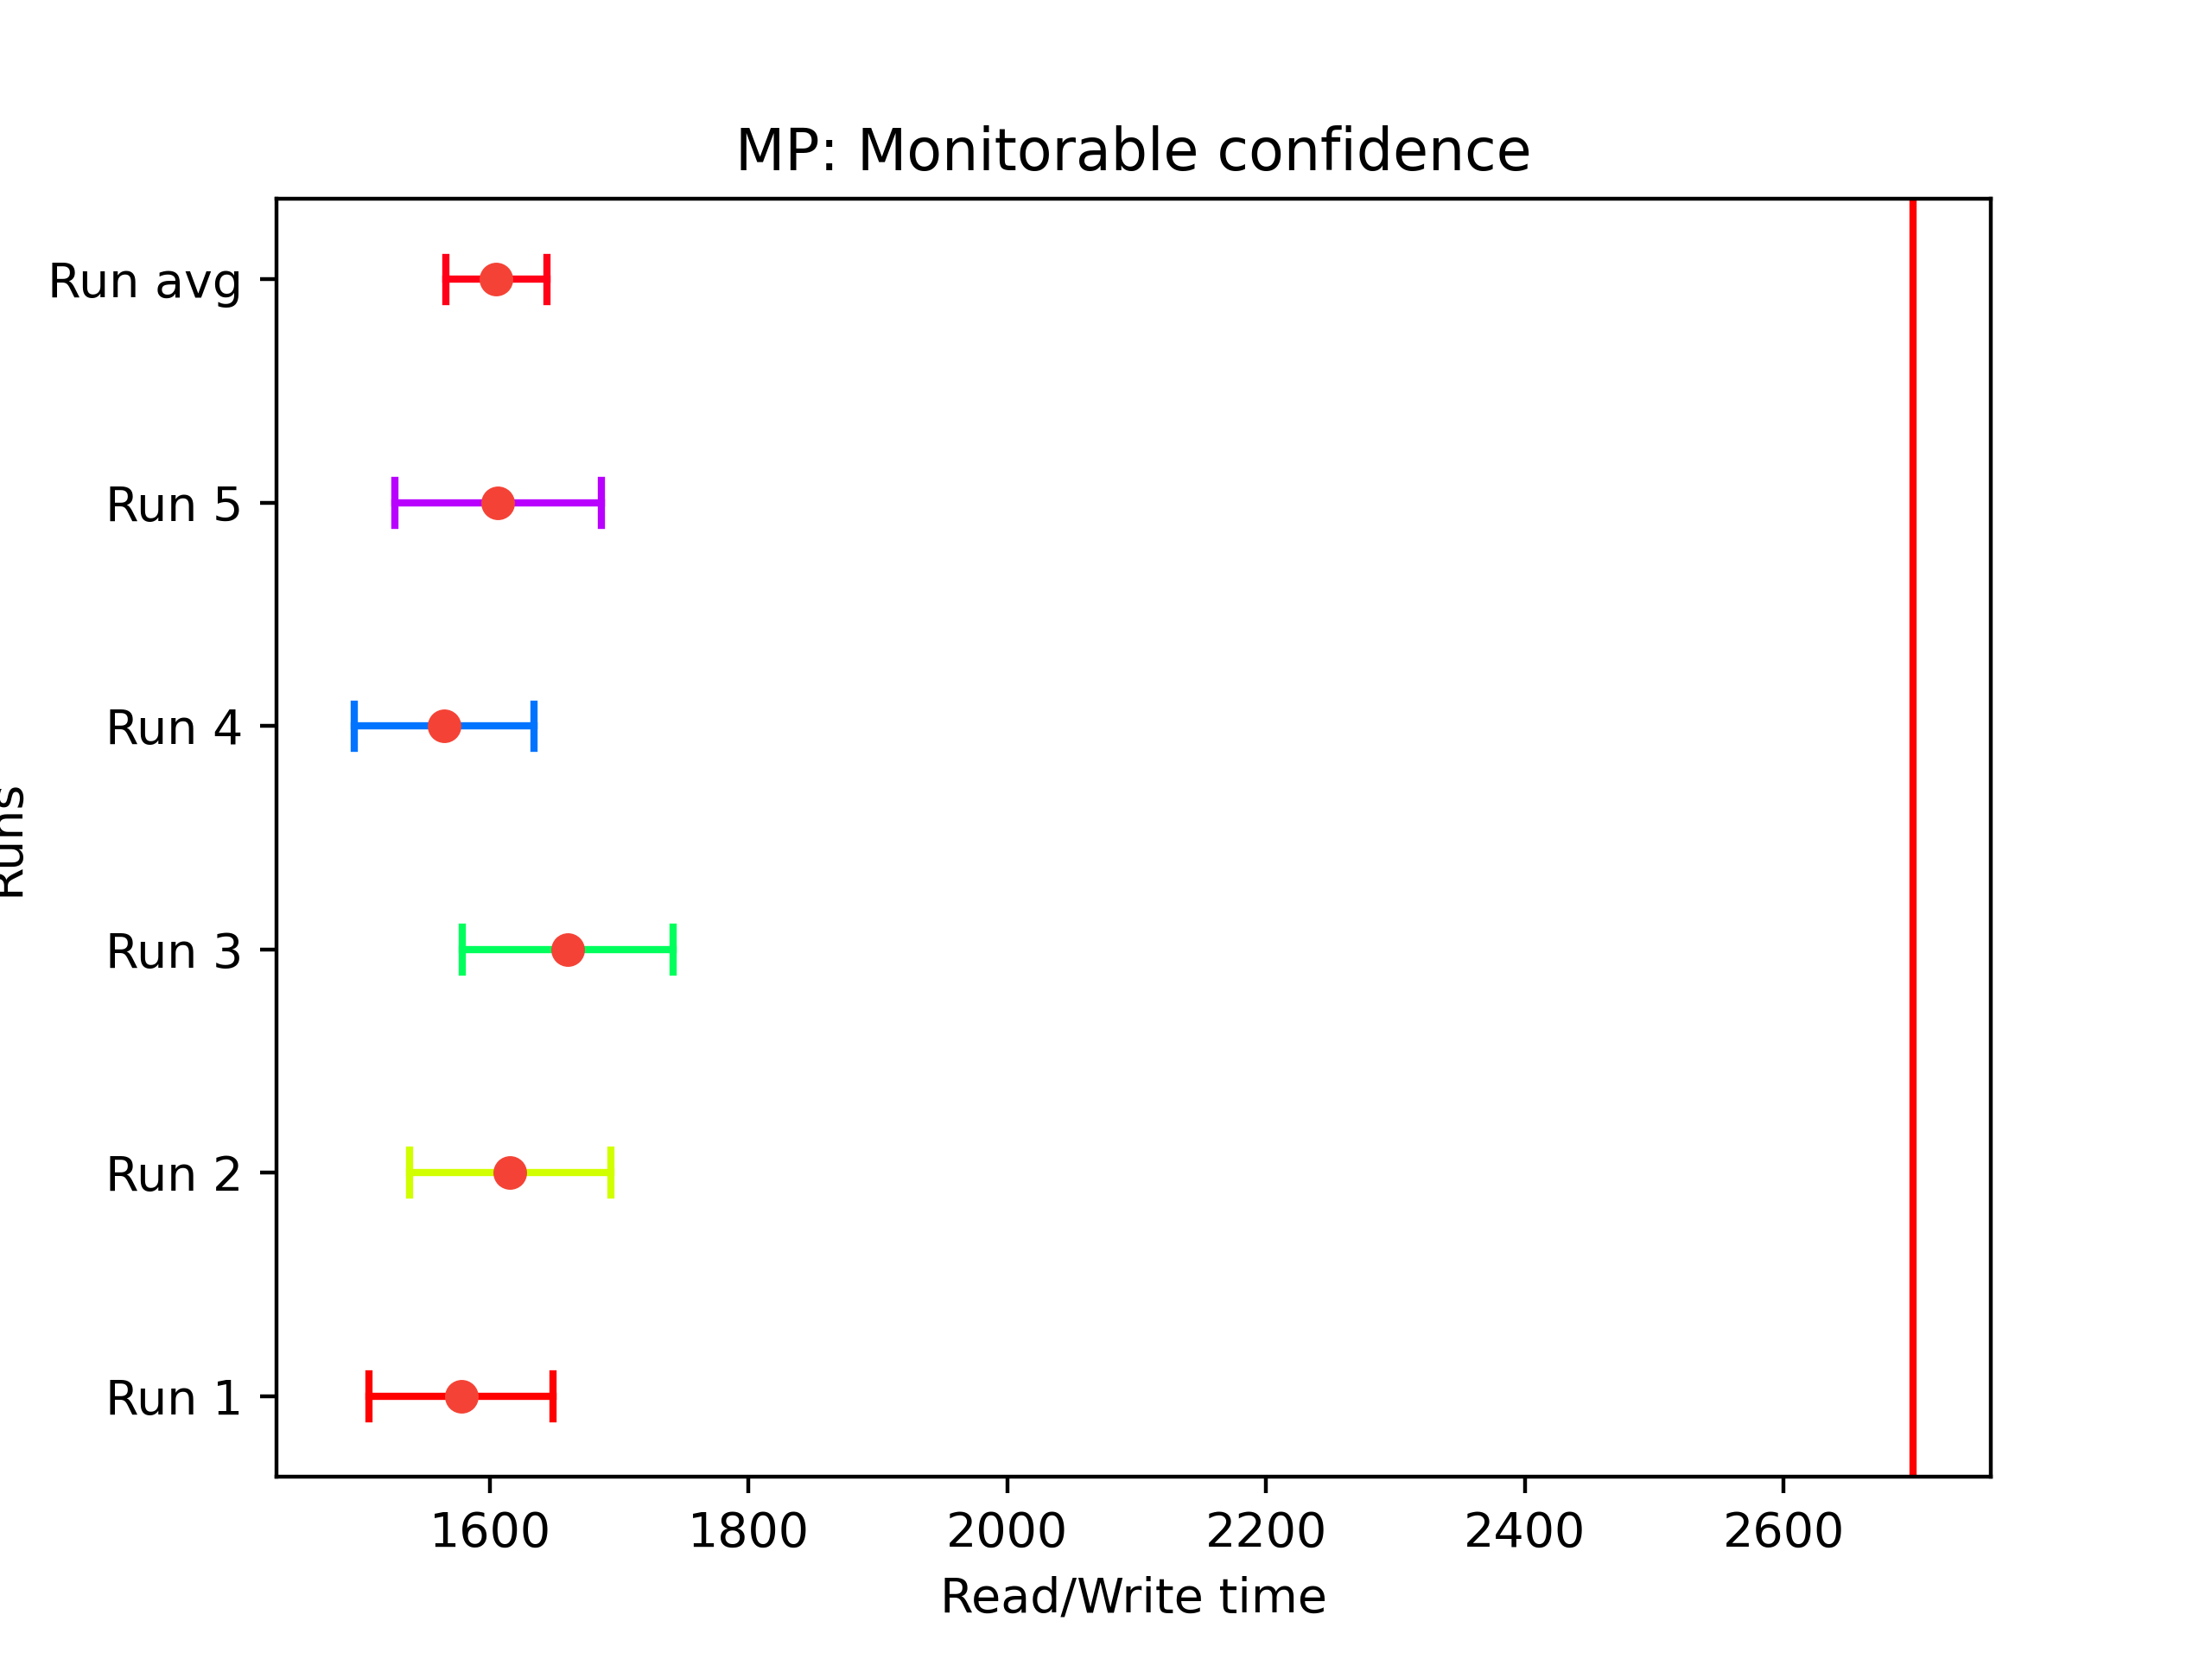 MP: Monitorable confidence
Run avg
Run 5
Run 4
Runs
Run 3
Run 2
Run 1
1600 1800 2000 2200 2400 2600
Read/Write time